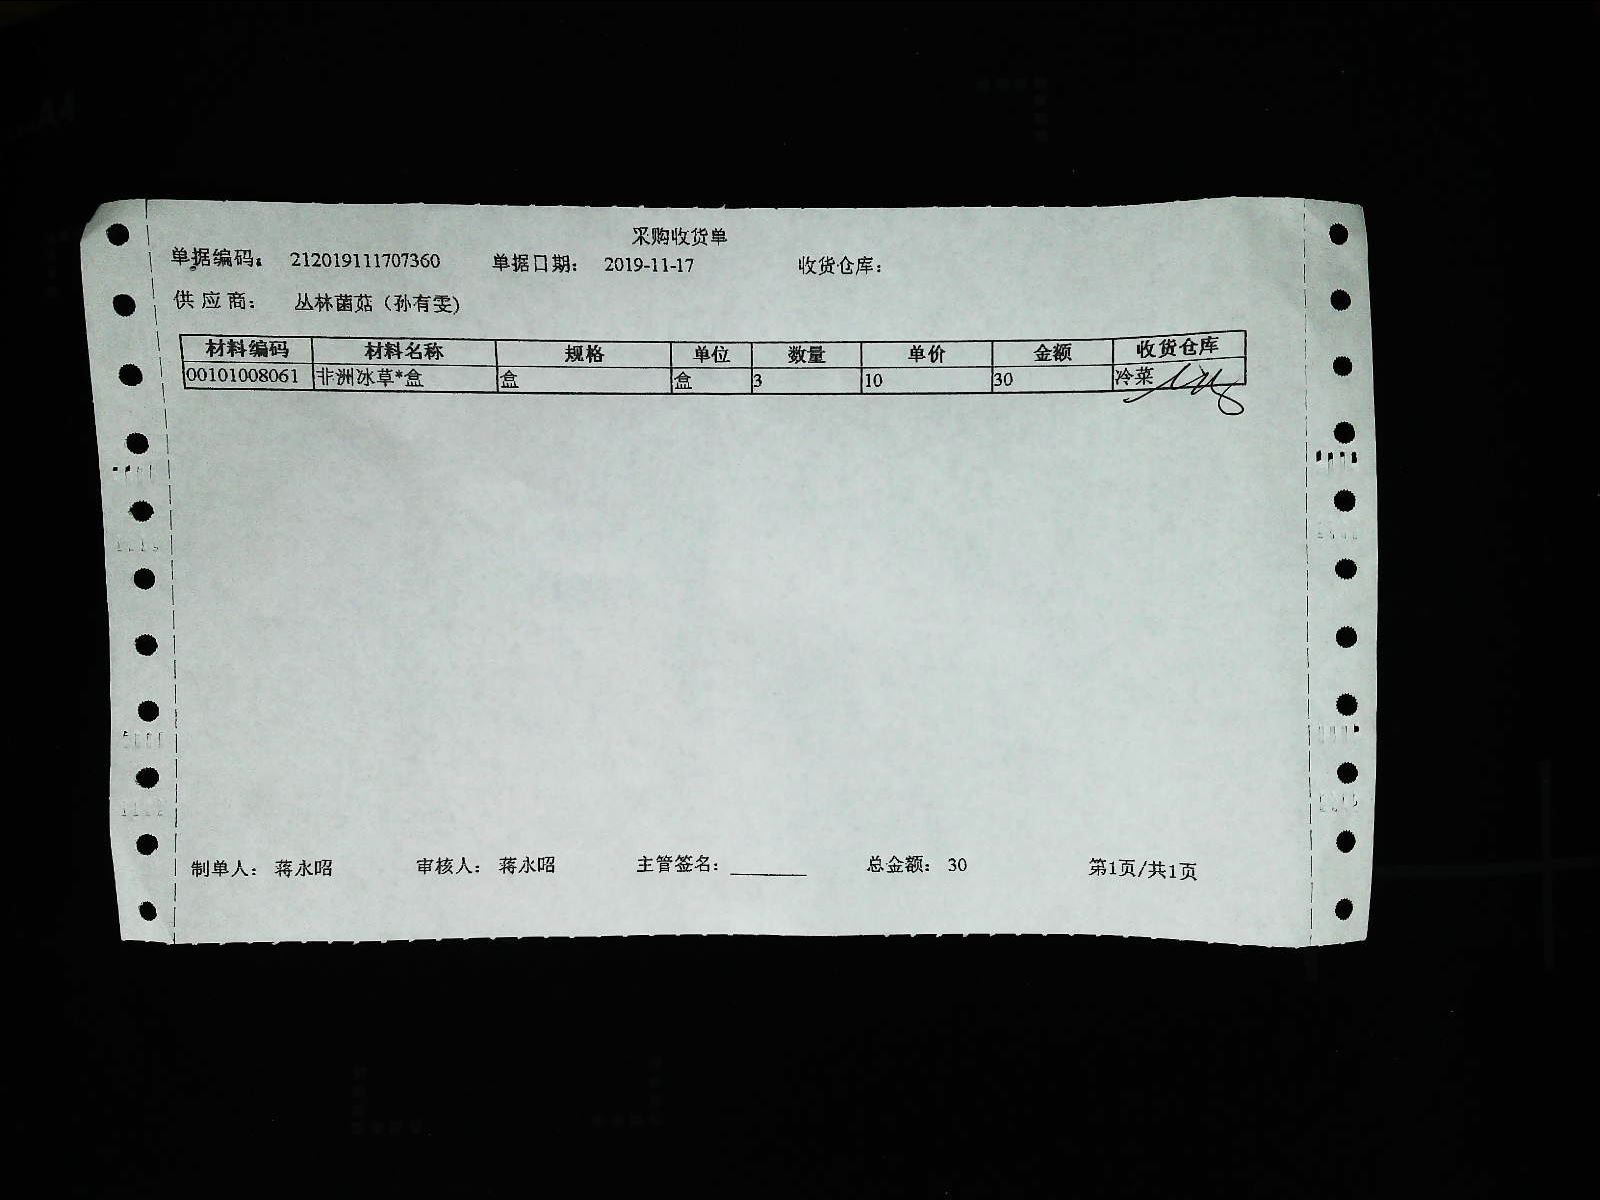 采购收货单
单据编码： 212019111707360 单据日期： 2019-11-17 收货仓库：
供应商： 丛林菌菇（孙有雯）
材料编码 材料名称 规格 单位 数量 单价 金额 收货仓库
00101008061 非洲冰草*盒 盒 盒 3 10 30 冷菜
制单人： 蒋永昭 审核人： 蒋永昭 主管签名：________ 总金额： 30 第1页/共1页